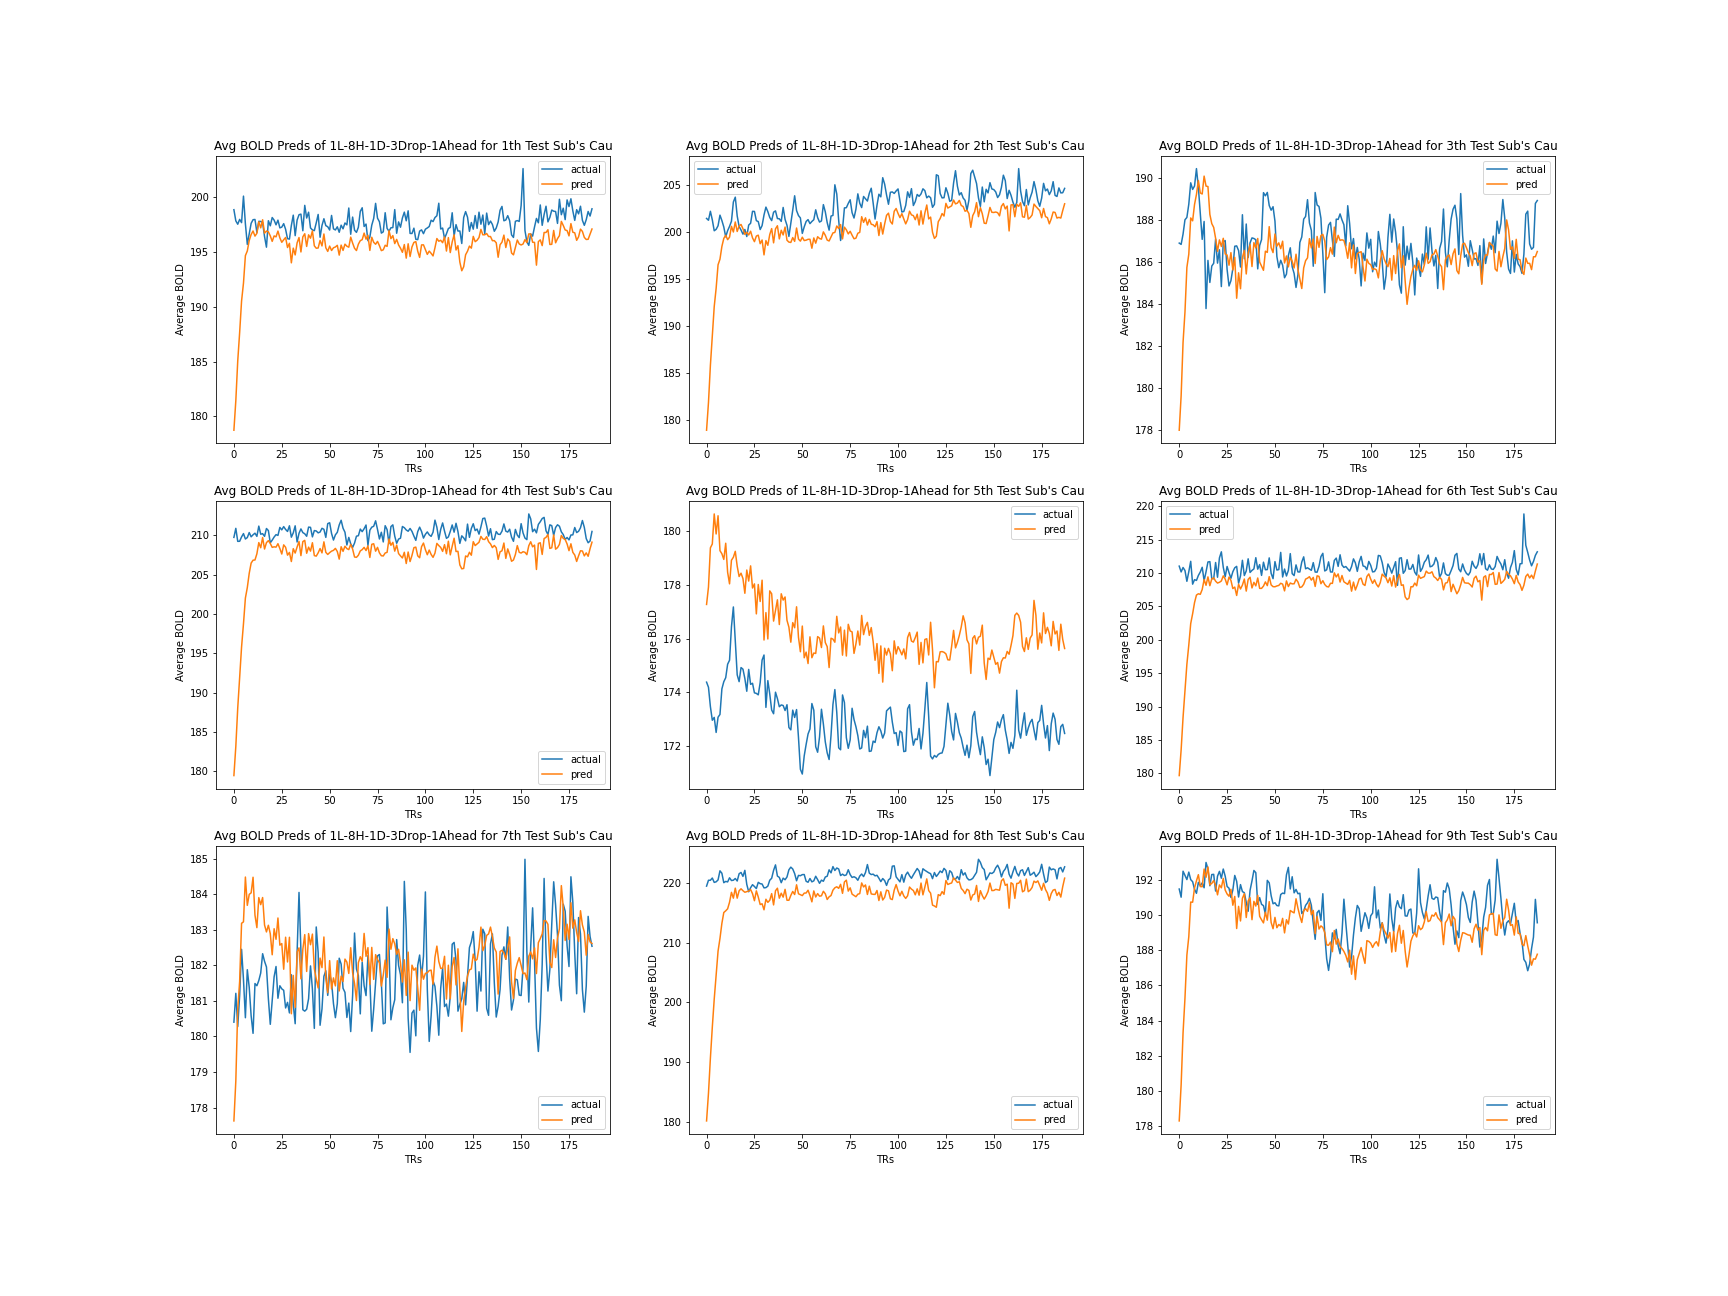 Avg BOLD Preds of 1L-8H-1D-3Drop-1Ahead for 1th Test Sub's Cau
Avg BOLD Preds of 1L-8H-1D-3Drop-1Ahead for 2th Test Sub's Cau
Avg BOLD Preds of 1L-8H-1D-3Drop-1Ahead for 3th Test Sub's Cau
actual
pred
200
195
190
185
180
Average BOLD
0 25 50 75 100 125 150 175
TRs
actual
pred
205
200
195
190
185
180
Average BOLD
0 25 50 75 100 125 150 175
TRs
actual
pred
190
188
186
184
182
180
178
Average BOLD
0 25 50 75 100 125 150 175
TRs
Avg BOLD Preds of 1L-8H-1D-3Drop-1Ahead for 4th Test Sub's Cau
Avg BOLD Preds of 1L-8H-1D-3Drop-1Ahead for 5th Test Sub's Cau
Avg BOLD Preds of 1L-8H-1D-3Drop-1Ahead for 6th Test Sub's Cau
210
205
200
195
190
185
180
Average BOLD
actual
pred
0 25 50 75 100 125 150 175
TRs
actual
pred
180
178
176
174
172
Average BOLD
0 25 50 75 100 125 150 175
TRs
actual
pred
220
215
210
205
200
195
190
185
180
Average BOLD
0 25 50 75 100 125 150 175
TRs
Avg BOLD Preds of 1L-8H-1D-3Drop-1Ahead for 7th Test Sub's Cau
Avg BOLD Preds of 1L-8H-1D-3Drop-1Ahead for 8th Test Sub's Cau
Avg BOLD Preds of 1L-8H-1D-3Drop-1Ahead for 9th Test Sub's Cau
185
184
183
182
181
180
179
178
Average BOLD
actual
pred
0 25 50 75 100 125 150 175
TRs
220
210
200
190
180
Average BOLD
actual
pred
0 25 50 75 100 125 150 175
TRs
192
190
188
186
184
182
180
178
Average BOLD
actual
pred
0 25 50 75 100 125 150 175
TRs